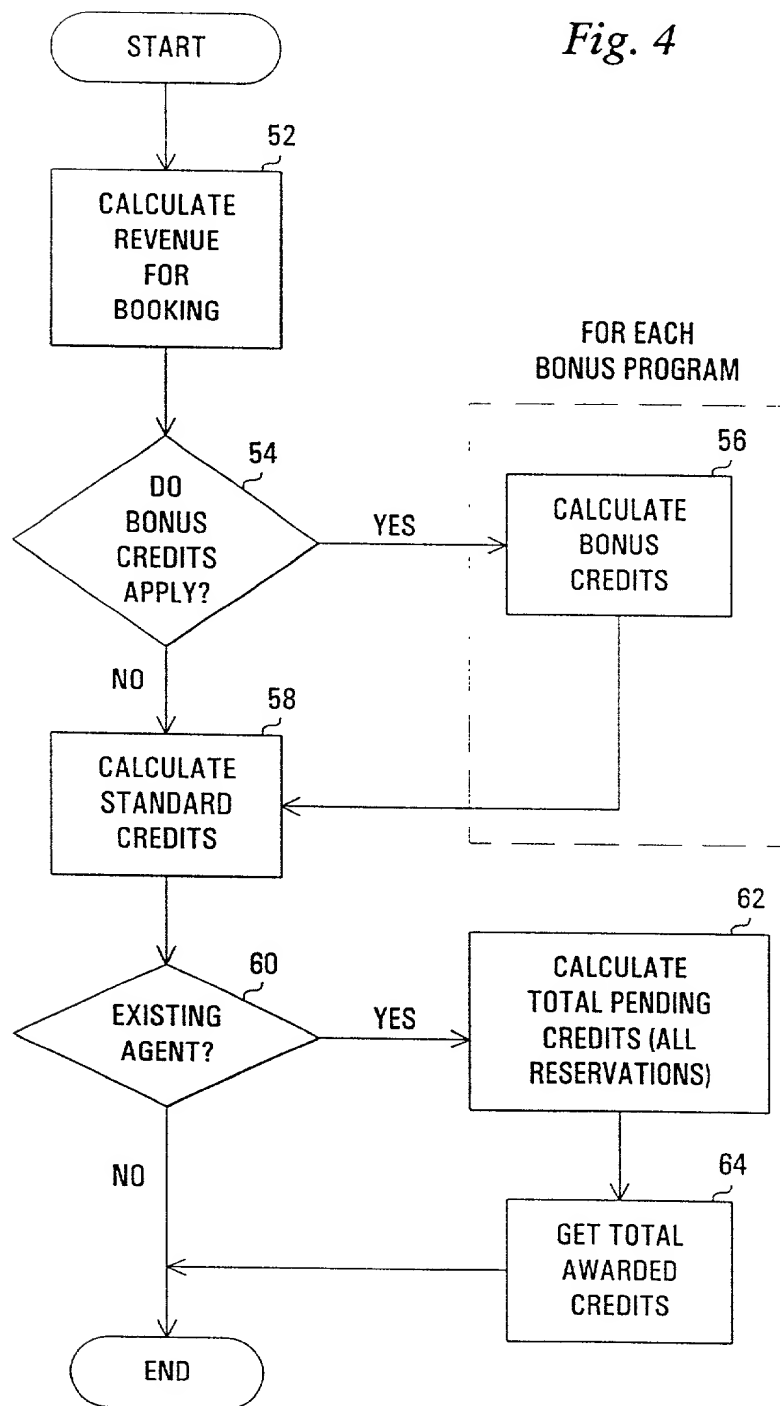 START
Fig. 4
52
CALCULATE
REVENUE
FOR
BOOKING
FOR EACH
BONUS PROGRAM
54
DO
BONUS
CREDITS
APPLY?
YES
56
CALCULATE
BONUS
CREDITS
NO
58
CALCULATE
STANDARD
CREDITS
60
EXISTING
AGENT?
YES
62
CALCULATE
TOTAL PENDING
CREDITS (ALL
RESERVATIONS)
NO
64
GET TOTAL
AWARDED
CREDITS
END